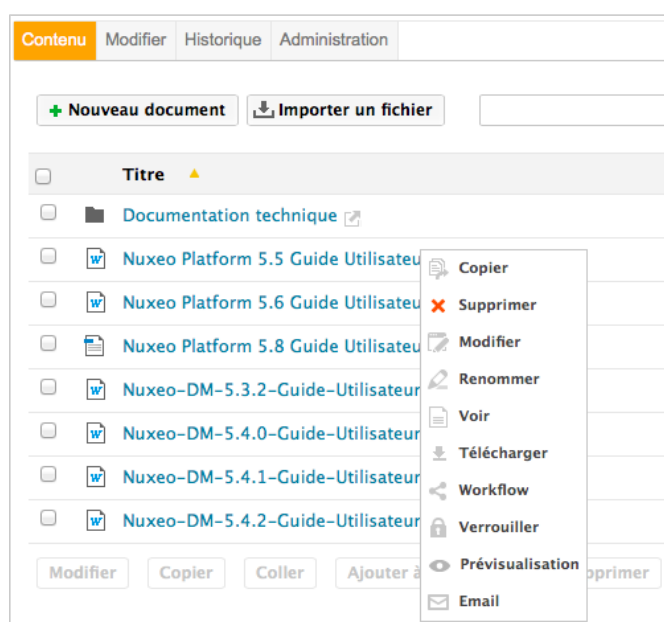 Contenu Modifier Historique Administration
Nouveau document Importer un fichier
Titre
Documentation technique
Nuxeo Platform 5.5 Guide Utilisateu
Copier
Nuxeo Platform 5.6 Guide Utilisateu
Supprimer
Nuxeo Platform 5.8 Guide Utilisateu
Modifier
Nuxeo-DM-5.3.2-Guide-Utilisateur
Renommer
Nuxeo-DM-5.4.0-Guide-Utilisateur
Voir
Nuxeo-DM-5.4.1-Guide-Utilisateur
Télécharger
Workflow
Nuxeo-DM-5.4.2-Guide-Utilisateur
Verrouiller
Prévisualisation
Email
Modifier Copier Coller Ajouter à pprimer